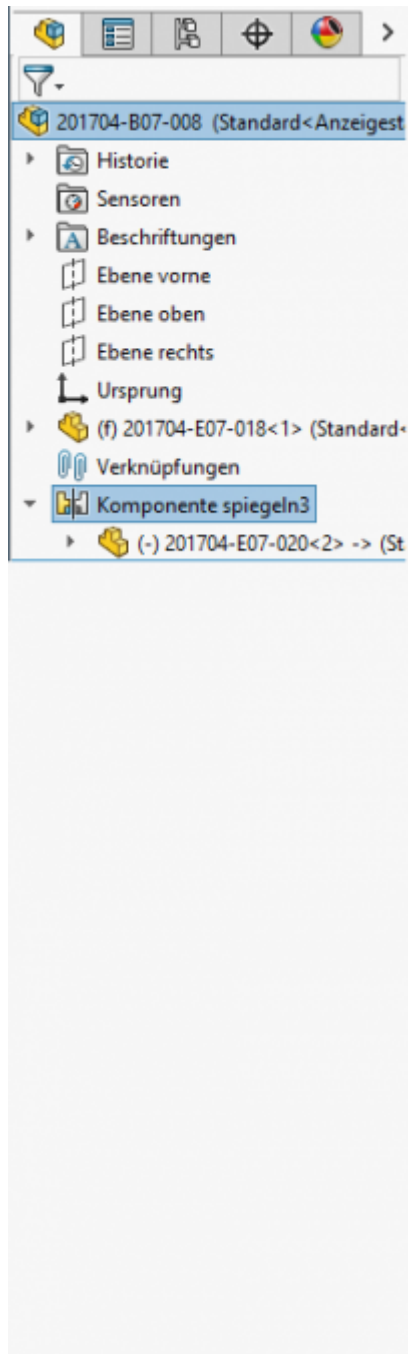 201704-B07-008 (Standard<Anzeigest
Historie
Sensoren
Beschriftungen
Ebene vorne
Ebene oben
Ebene rechts
Ursprung
(f) 201704-E07-018<1> (Standard<
Verknüpfungen
Komponente spiegeln3
(-) 201704-E07-020<2> -> (St